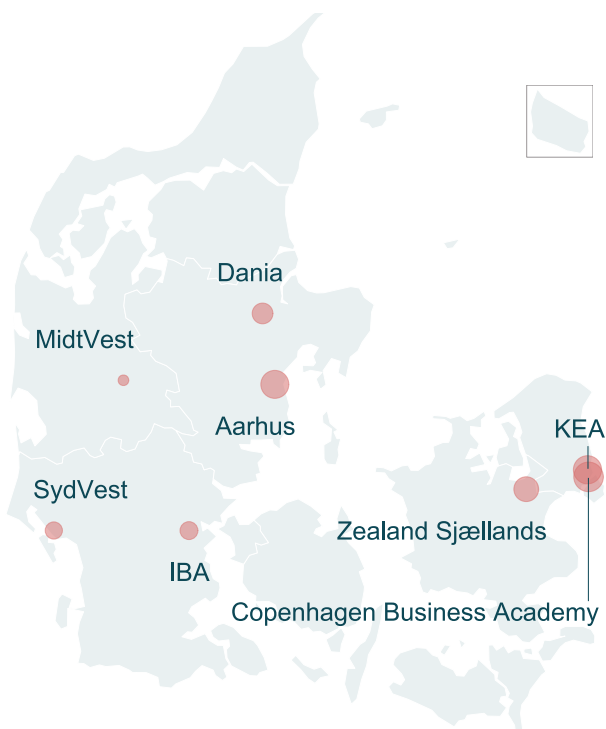 Dania
MidtVest
Aarhus
KEA
SydVest
Zealand Sjællands
IBA
Copenhagen Business Academy